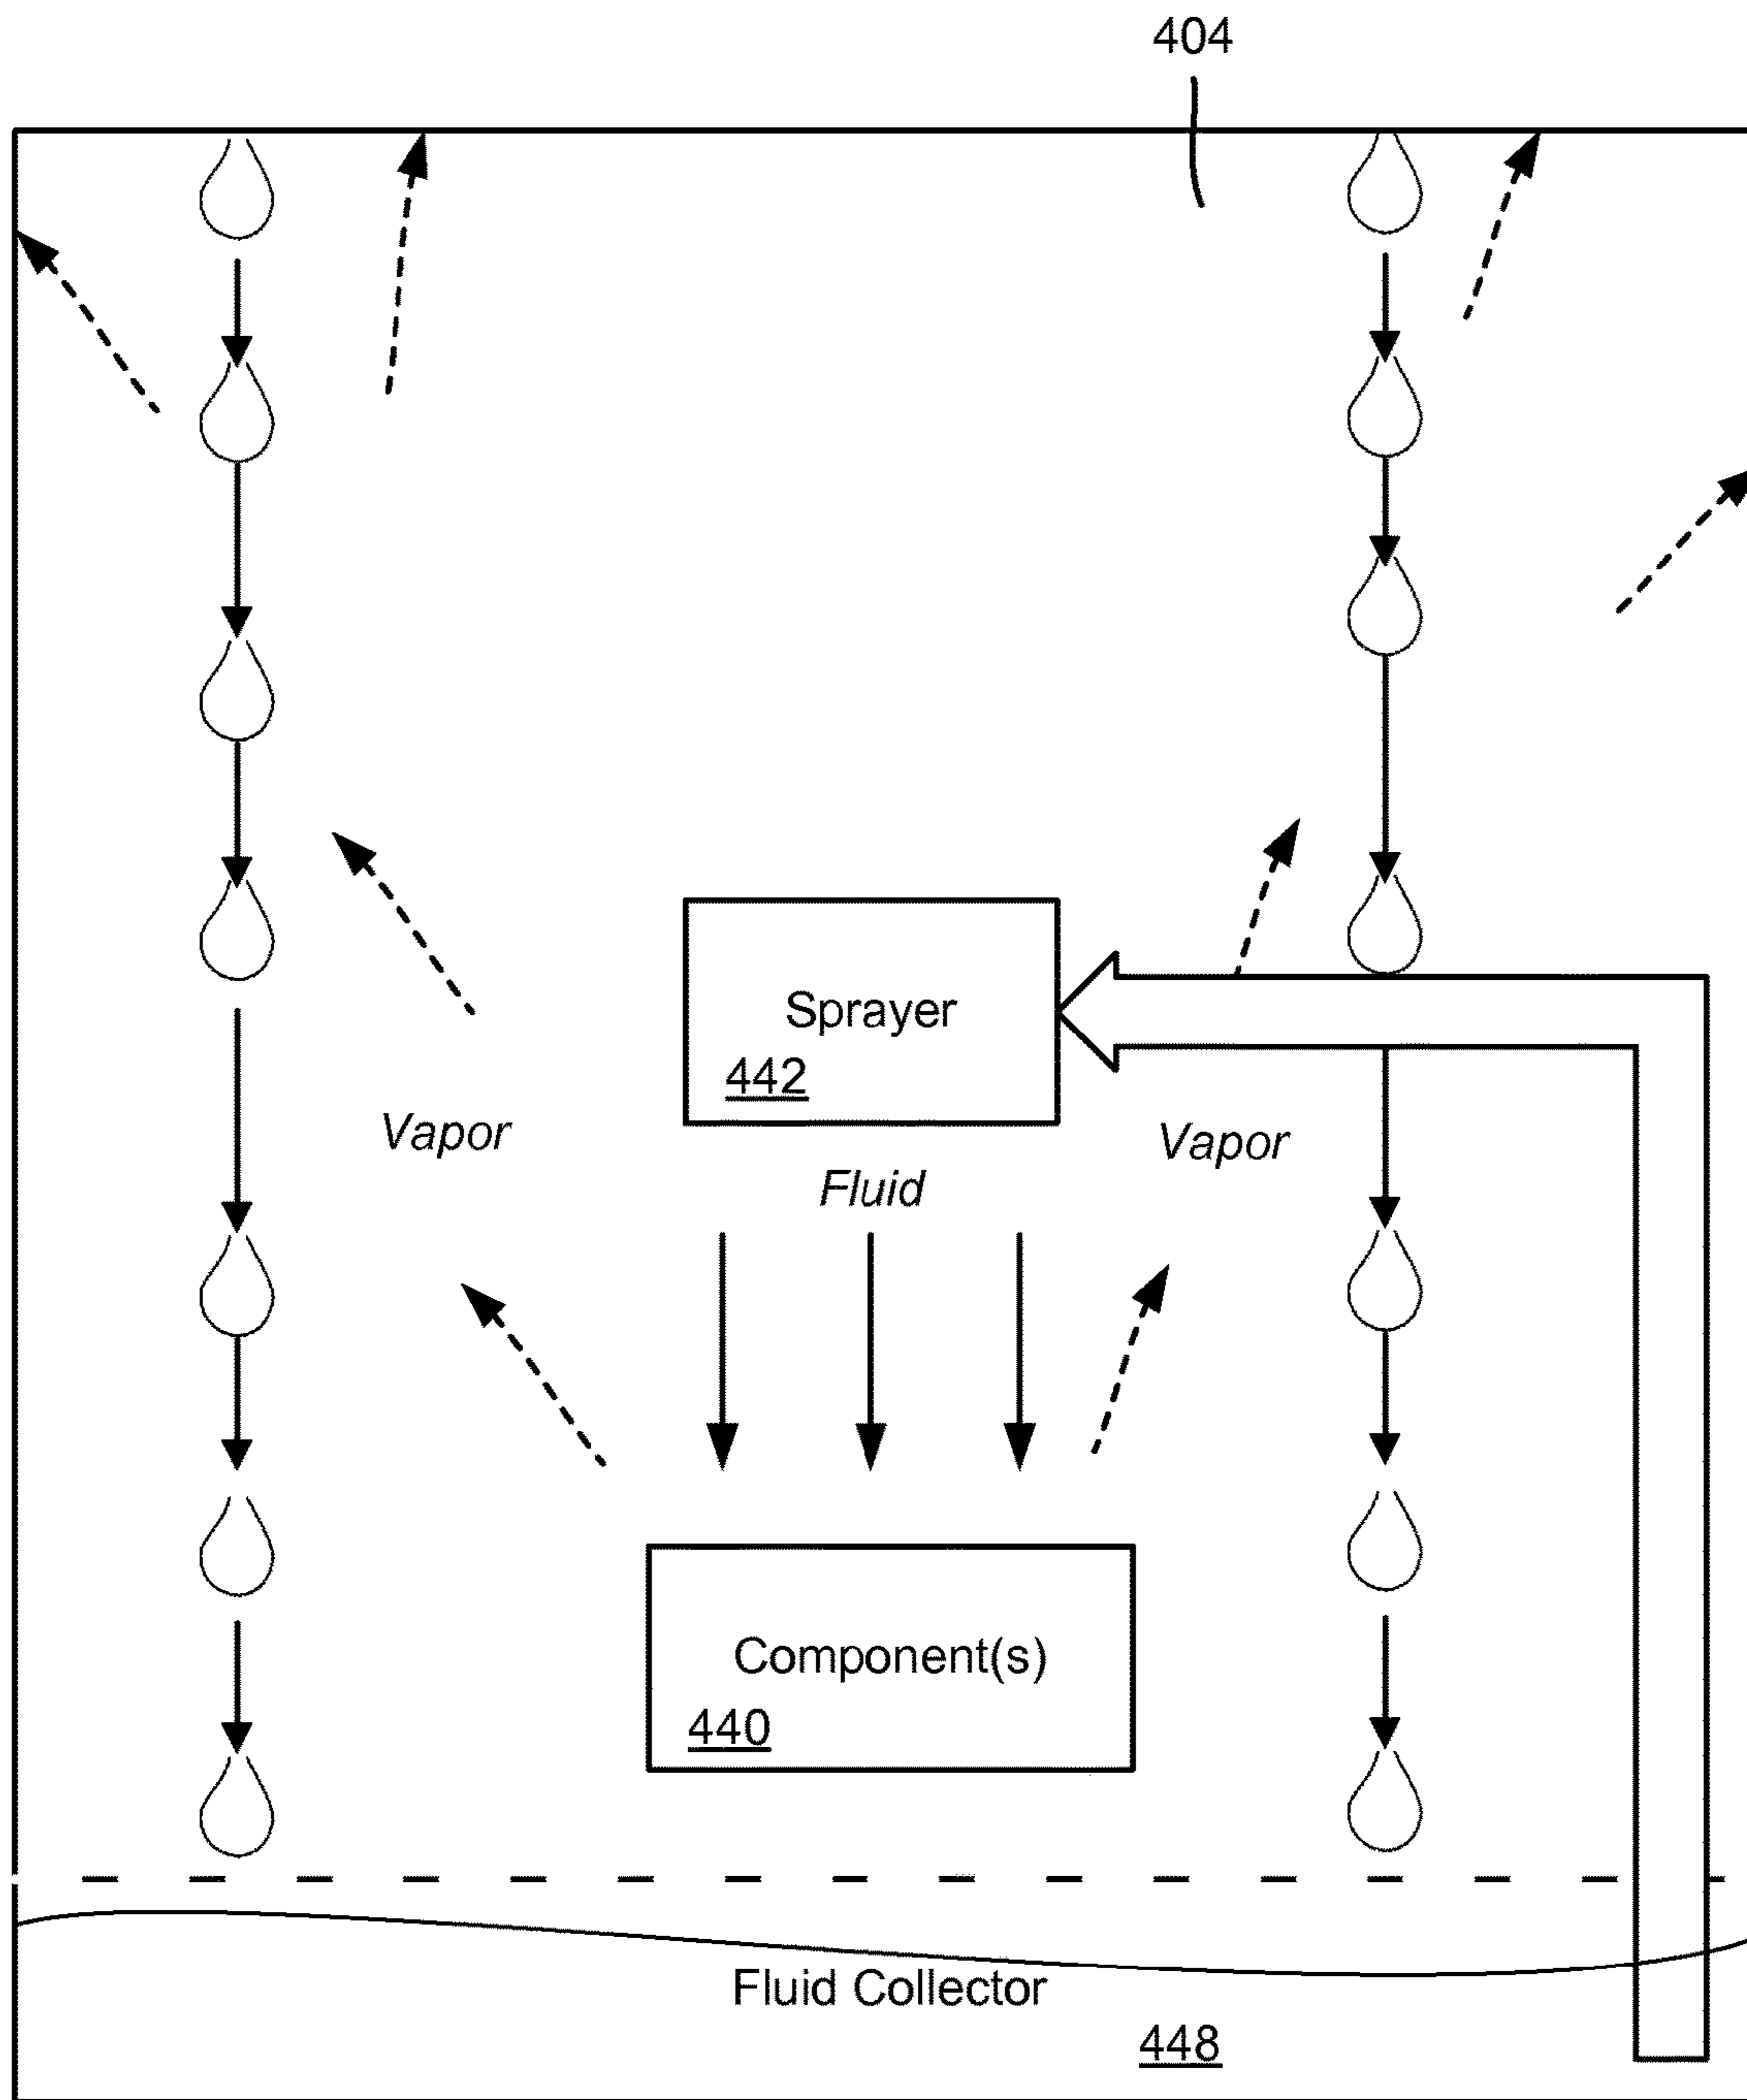 404
Sprayer
442
Vapor
Vapor
Fluid
Component(s)
440
Fluid Collector
448